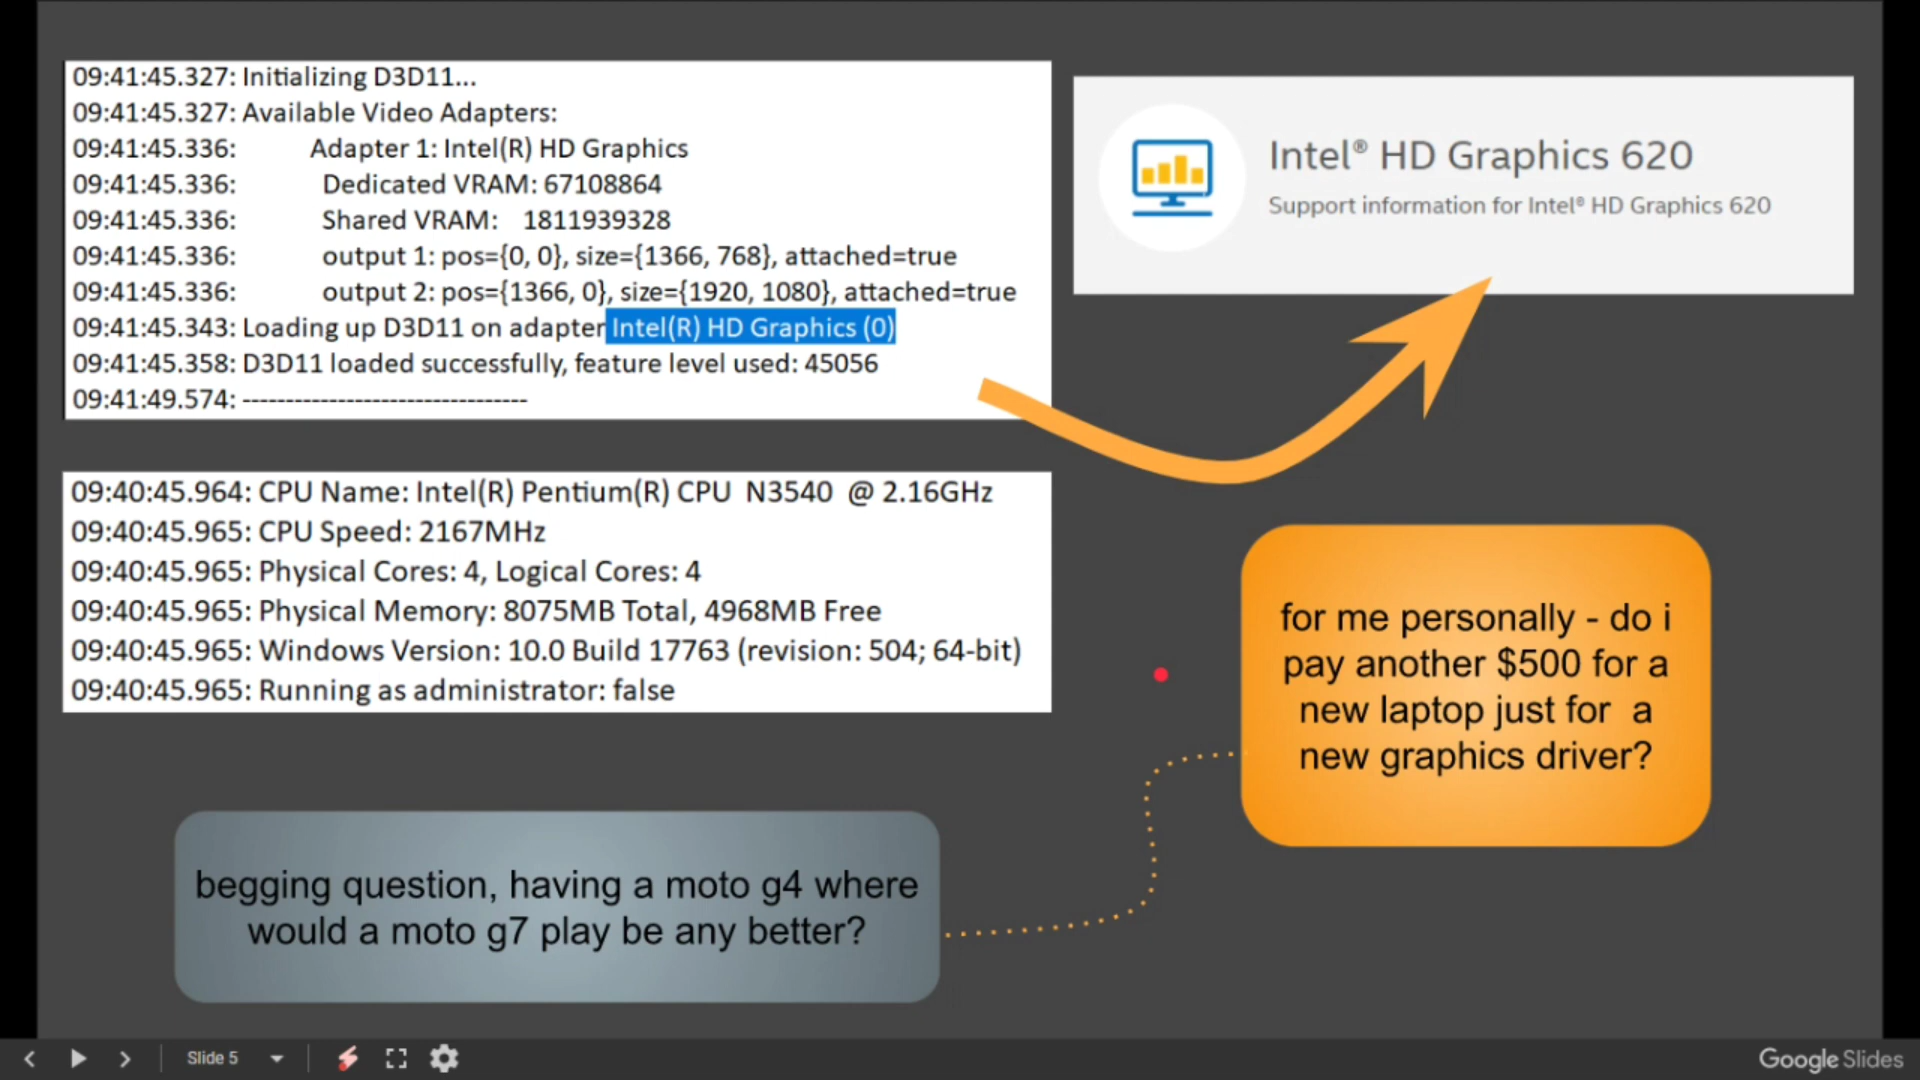 09:41:45.327: Initializing D3D11...
09:41:45.327: Available Video Adapters:
09:41:45.336: Adapter 1: Intel(R) HD Graphics
09:41:45.336: Dedicated VRAM: 67108864
09:41:45.336: Shared VRAM: 1811939328
09:41:45.336: output 1: pos={0, 0}, size={1366, 768}, attached=true
09:41:45.336: output 2: pos={1366, 0}, size={1920, 1080}, attached=true
09:41:45.343: Loading up D3D11 on adapter Intel(R) HD Graphics (0)
09:41:45.358: D3D11 loaded successfully, feature level used: 45056
09:41:49.574: ---------------------------------
Intel® HD Graphics 620
Support information for Intel® HD Graphics 620
09:40:45.964: CPU Name: Intel(R) Pentium(R) CPU N3540 @ 2.16GHz
09:40:45.965: CPU Speed: 2167MHz
09:40:45.965: Physical Cores: 4, Logical Cores: 4
09:40:45.965: Physical Memory: 8075MB Total, 4968MB Free
09:40:45.965: Windows Version: 10.0 Build 17763 (revision: 504; 64-bit)
09:40:45.965: Running as administrator: false
for me personally - do i
pay another $500 for a
new laptop just for a
new graphics driver?
begging question, having a moto g4 where
would a moto g7 play be any better?
Slide 5
Google Slides